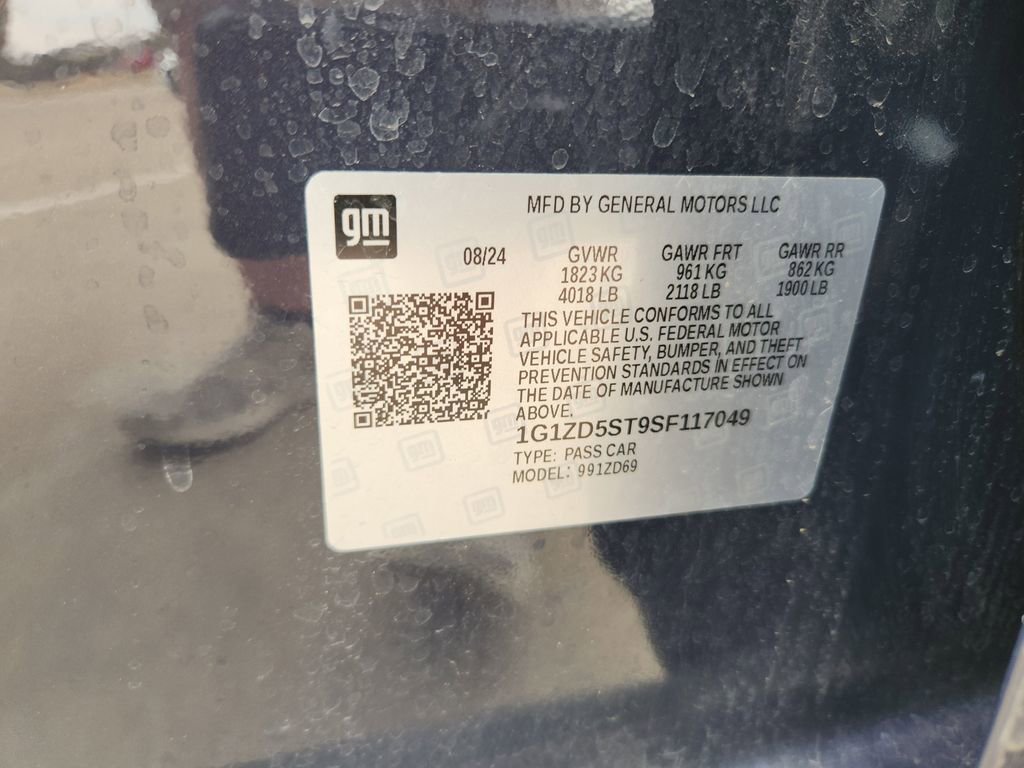 gm
MFD BY GENERAL MOTORS LLC
08/24 GVWR GAWR FRT GAWR RR
1823 KG 961 KG 862 KG
4018 LB 2118 LB 1900 LB
THIS VEHICLE CONFORMS TO ALL
APPLICABLE U.S. FEDERAL MOTOR
VEHICLE SAFETY, BUMPER, AND THEFT
PREVENTION STANDARDS IN EFFECT ON
THE DATE OF MANUFACTURE SHOWN
ABOVE.
1G1ZD5ST9SF117049
TYPE: PASS CAR
MODEL: 991ZD69